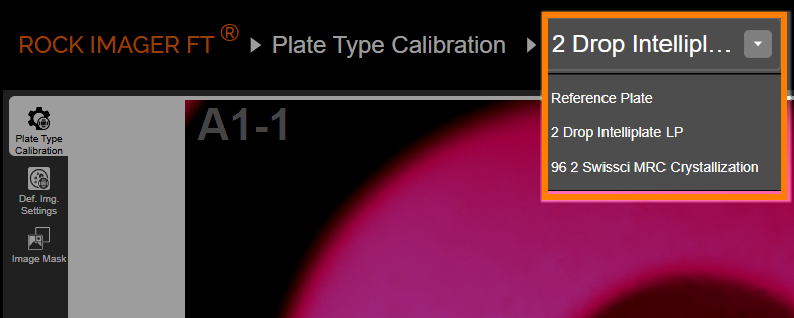 ROCK IMAGER FT ® Plate Type Calibration 2 Drop Intellipl...
Reference Plate
2 Drop Intelliplate LP
96 2 Swissci MRC Crystallization
A1-1
Plate Type
Calibration
Def. Img.
Settings
Image Mask